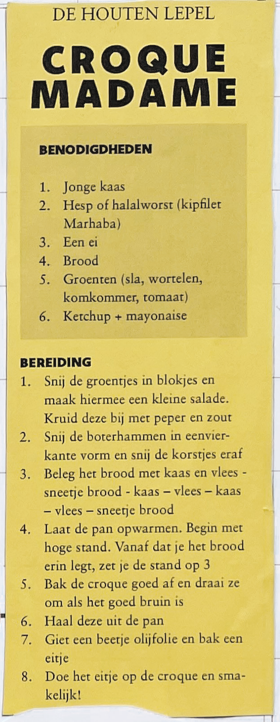 DE HOUTEN LEPEL
CROQUE
MADAME
BENODIGDHEDEN
1. Jonge kaas
2. Hesp of halalworst (kipfilet
Marhaba)
3. Een ei
4. Brood
5. Groenten (sla, wortelen,
komkommer, tomaat)
6. Ketchup + mayonaise
BEREIDING
1. Snij de groentjes in blokjes en
maak hiermee een kleine salade.
Kruid deze bij met peper en zout
2. Snij de boterhammen in eenvier-
kante vorm en snij de korstjes eraf
3. Beleg het brood met kaas en vlees -
sneetje brood - kaas – vlees – kaas
– vlees – sneetje brood
4. Laat de pan opwarmen. Begin met
hoge stand. Vanaf dat je het brood
erin legt, zet je de stand op 3
5. Bak de croque goed af en draai ze
om als het goed bruin is
6. Haal deze uit de pan
7. Giet een beetje olijfolie en bak een
eitje
8. Doe het eitje op de croque en sma-
kelijk!